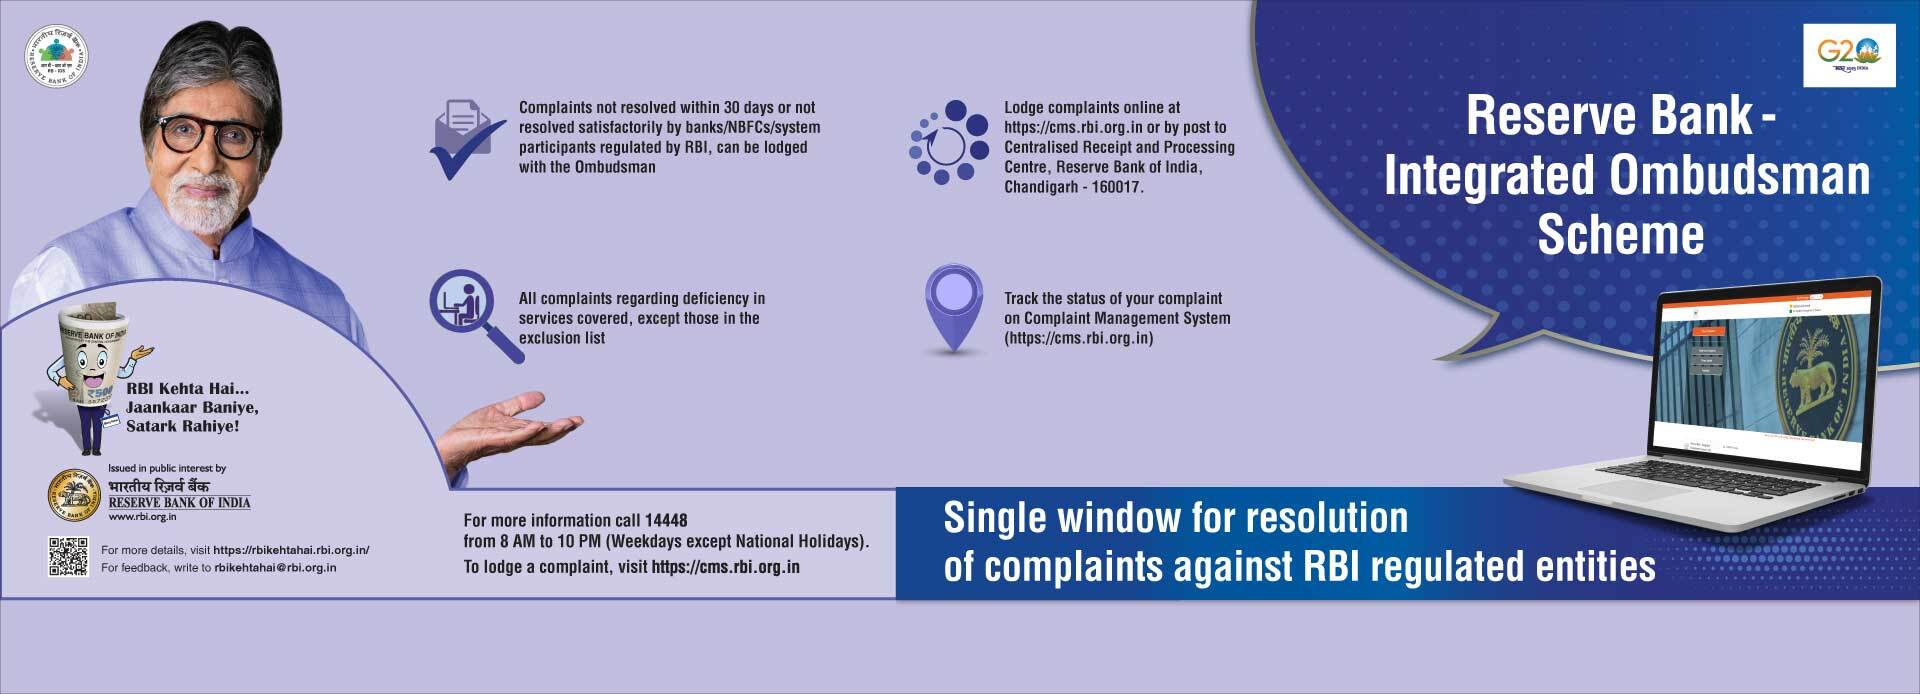 भारतीय रिज़र्व बैंक
RESERVE BANK OF INDIA
RB - IOS
Complaints not resolved within 30 days or not
resolved satisfactorily by banks/NBFCs/system
participants regulated by RBI, can be lodged
with the Ombudsman
Lodge complaints online at
https://cms.rbi.org.in or by post to
Centralised Receipt and Processing
Centre, Reserve Bank of India,
Chandigarh - 160017.
All complaints regarding deficiency in
services covered, except those in the
exclusion list
Track the status of your complaint
on Complaint Management System
(https://cms.rbi.org.in)
G20
Reserve Bank -
Integrated Ombudsman
Scheme
RESERVE BANK OF INDIA
₹500
RBI Kehta Hai...
Jaankaar Baniye,
Satark Rahiye!
Issued in public interest by
भारतीय रिज़र्व बैंक
RESERVE BANK OF INDIA
www.rbi.org.in
For more details, visit https://rbikehtahai.rbi.org.in/
For feedback, write to rbikehtahai@rbi.org.in
For more information call 14448
from 8 AM to 10 PM (Weekdays except National Holidays).
To lodge a complaint, visit https://cms.rbi.org.in
Single window for resolution
of complaints against RBI regulated entities